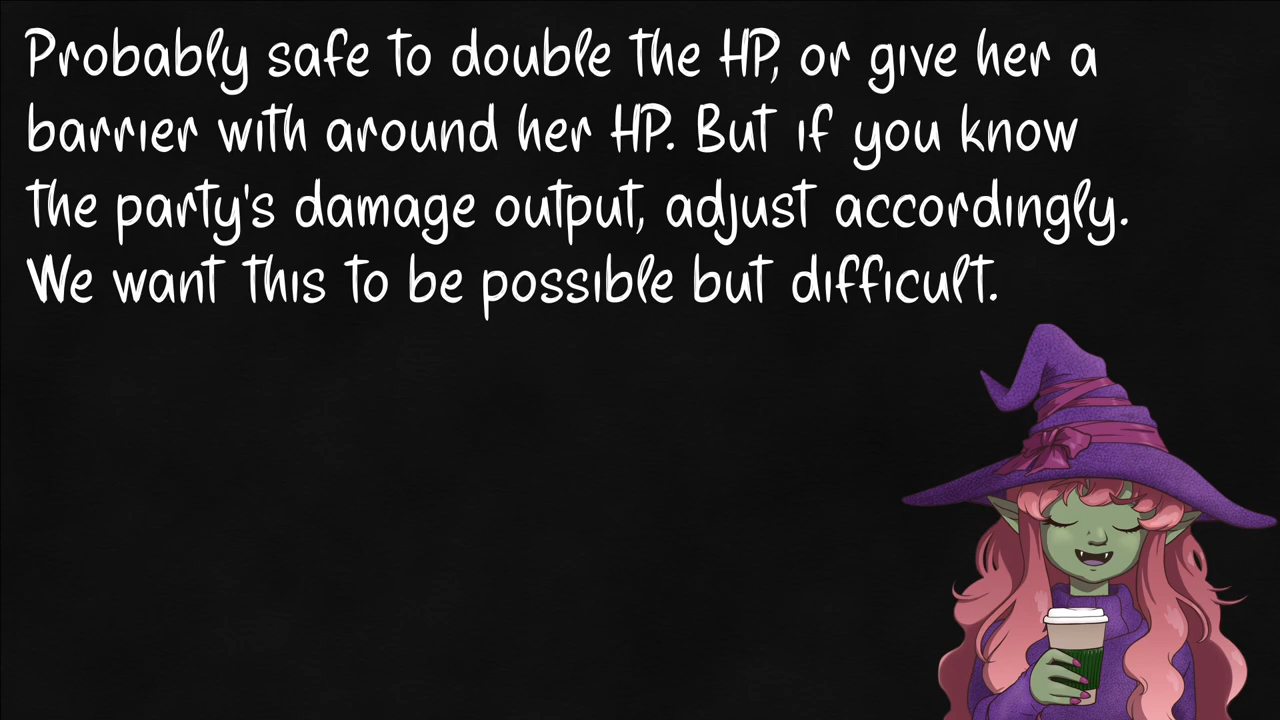 Probably safe to double the HP, or give her a
barrier with around her HP. But if you know
the party's damage output, adjust accordingly.
We want this to be possible but difficult.